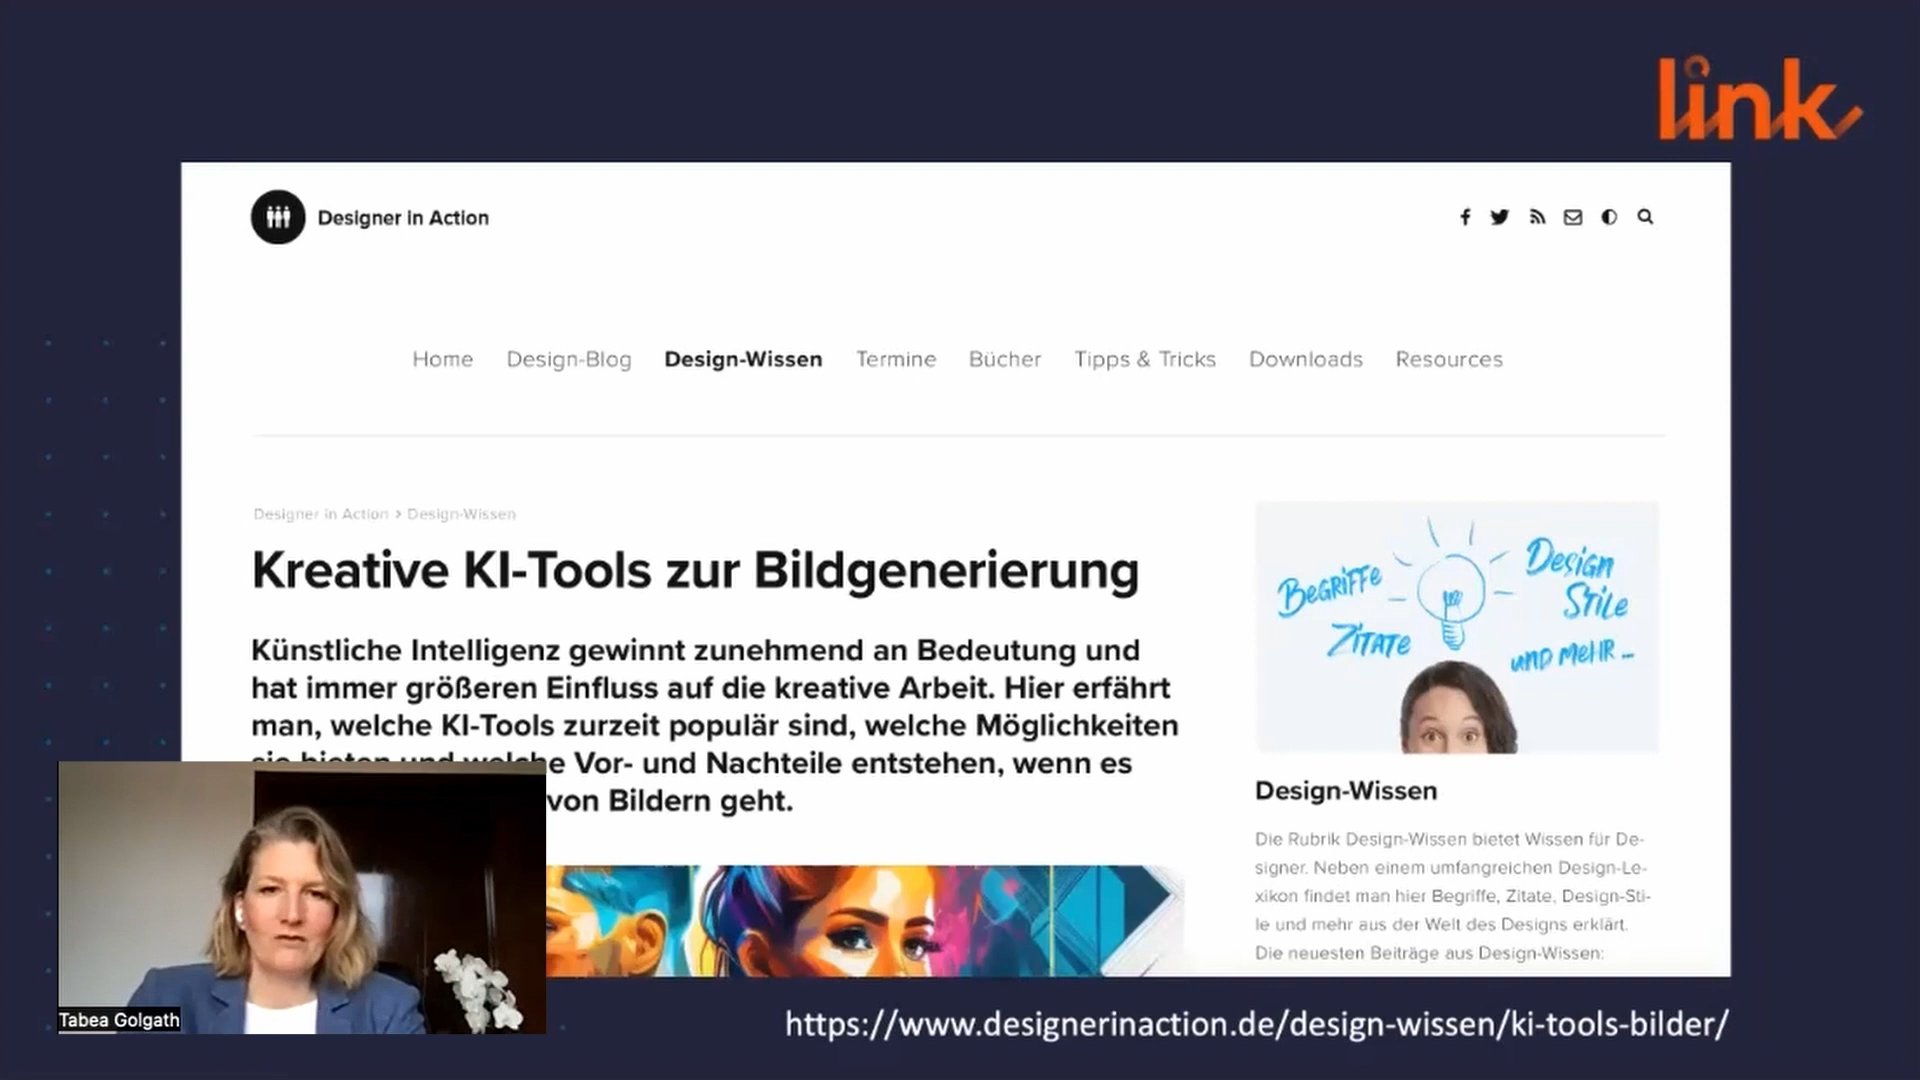 link
Designer in Action
Home Design-Blog Design-Wissen Termine Bücher Tipps & Tricks Downloads Resources
Designer in Action > Design-Wissen
Kreative KI-Tools zur Bildgenerierung
Künstliche Intelligenz gewinnt zunehmend an Bedeutung und
hat immer größeren Einfluss auf die kreative Arbeit. Hier erfährt
man, welche KI-Tools zurzeit populär sind, welche Möglichkeiten
sie bieten und welche Vor- und Nachteile entstehen, wenn es
von Bildern geht.
BEGRIFFE
ZITATE
DESIGN
STILE
UND MEHR ...
Design-Wissen
Die Rubrik Design-Wissen bietet Wissen für De-
signer. Neben einem umfangreichen Design-Le-
xikon findet man hier Begriffe, Zitate, Design-Sti-
le und mehr aus der Welt des Designs erklärt.
Die neuesten Beiträge aus Design-Wissen:
Tabea Golgath
https://www.designerinaction.de/design-wissen/ki-tools-bilder/